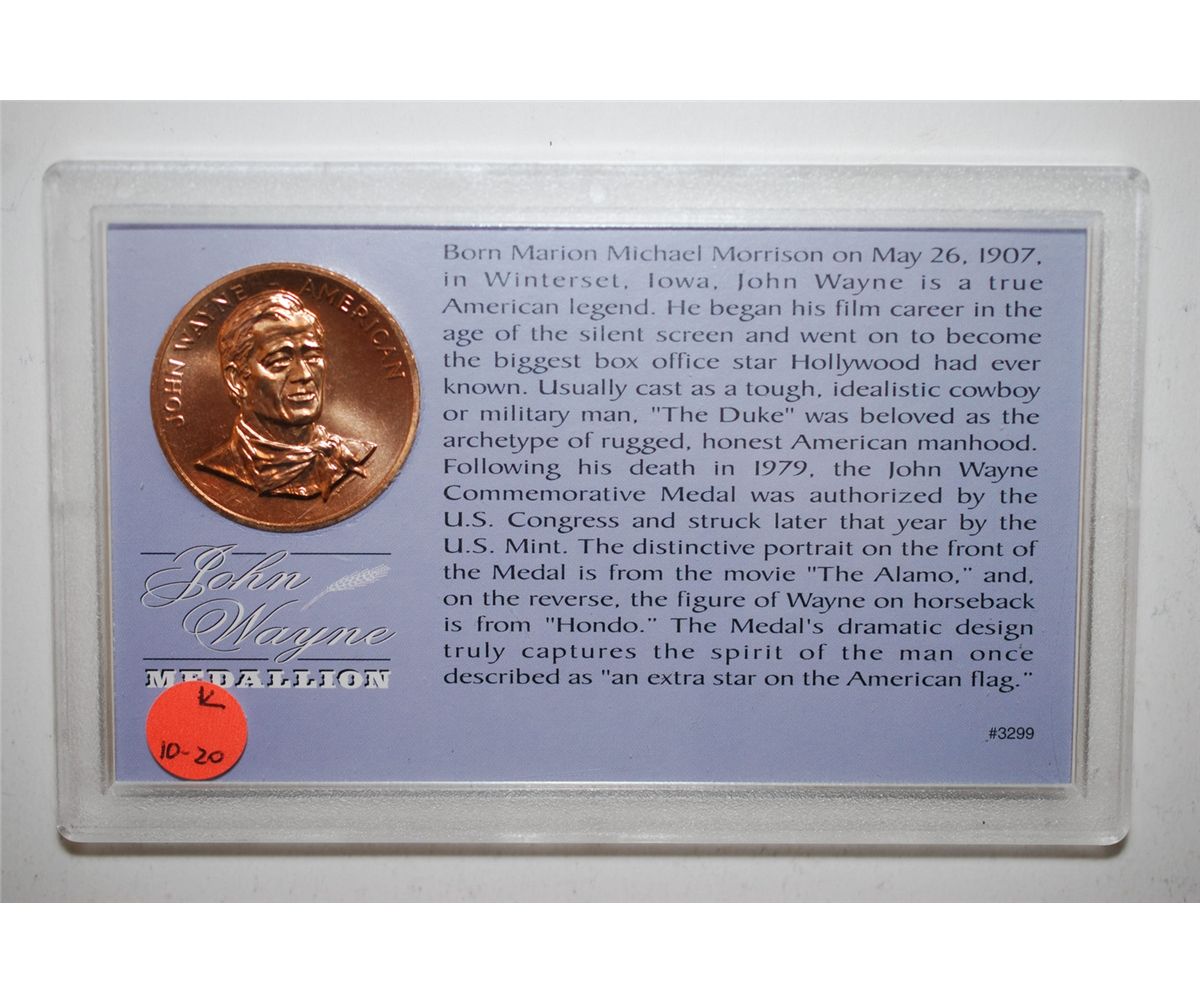 JOHN WAYNE - AMERICAN
John
Wayne
MEDALLION
K
10-20
Born Marion Michael Morrison on May 26, 1907,
in Winterset, Iowa, John Wayne is a true
American legend. He began his film career in the
age of the silent screen and went on to become
the biggest box office star Hollywood had ever
known. Usually cast as a tough, idealistic cowboy
or military man, "The Duke" was beloved as the
archetype of rugged, honest American manhood.
Following his death in 1979, the John Wayne
Commemorative Medal was authorized by the
U.S. Congress and struck later that year by the
U.S. Mint. The distinctive portrait on the front of
the Medal is from the movie "The Alamo," and,
on the reverse, the figure of Wayne on horseback
is from "Hondo." The Medal's dramatic design
truly captures the spirit of the man once
described as "an extra star on the American flag."
#3299